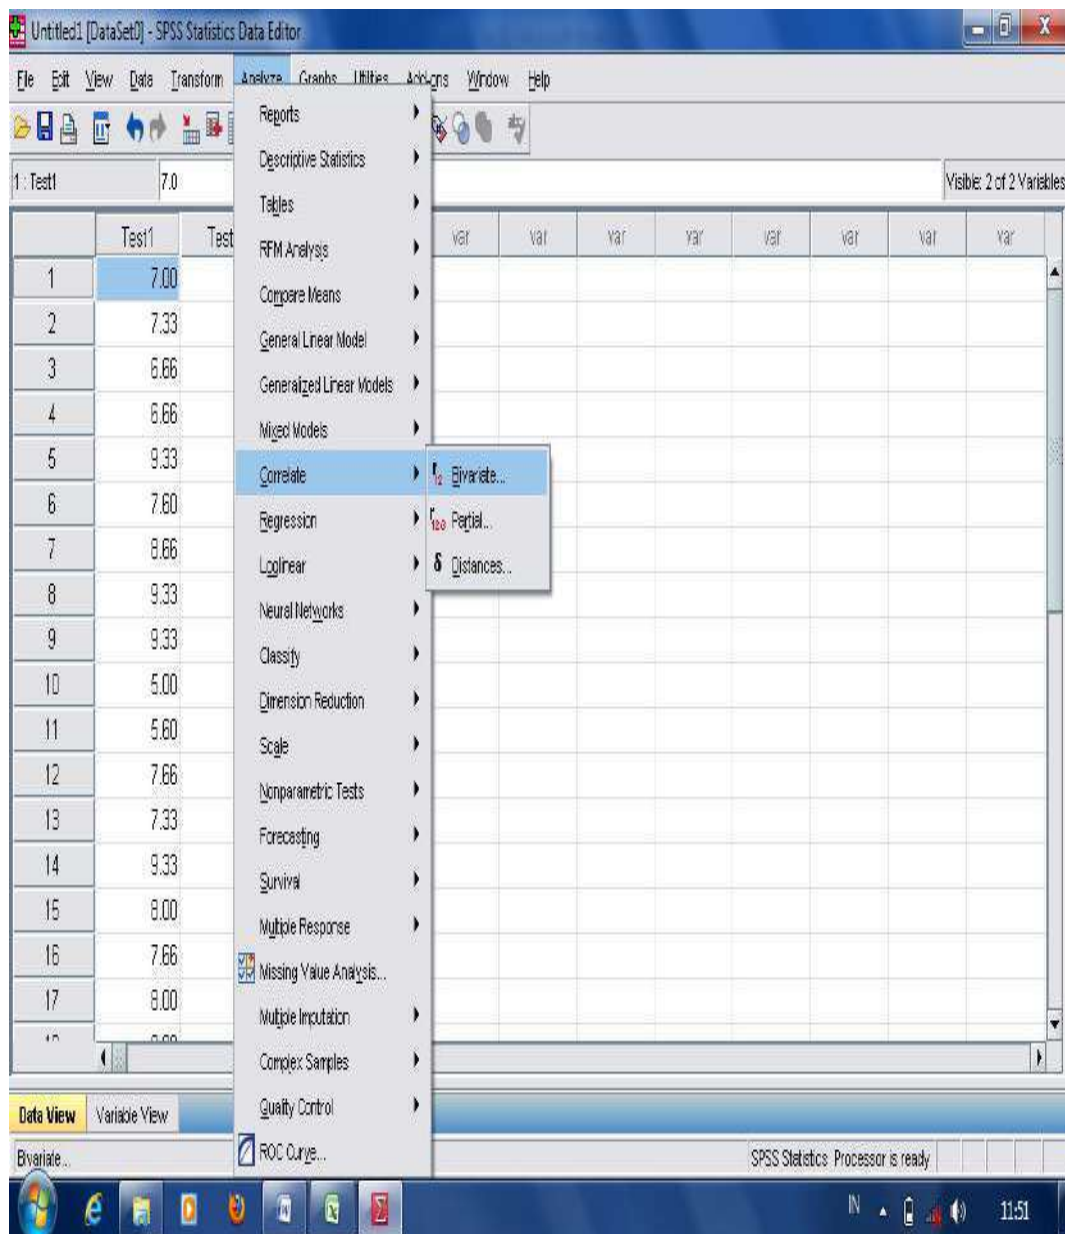 Untitled1 [DataSet0] - SPSS Statistics Data Editor
File Edit View Data Transform Analyze Graphs Utilities Add-ons Window Help
1 : Test1 7.0 Visible: 2 of 2 Variables
Test1 Test var var var var var var var var
1 7.00
2 7.33
3 6.66
4 6.66
5 9.33
6 7.60
7 8.66
8 9.33
9 9.33
10 5.00
11 5.60
12 7.66
13 7.33
14 9.33
15 8.00
16 7.66
17 8.00
Reports
Descriptive Statistics
Tables
RFM Analysis
Compare Means
General Linear Model
Generalized Linear Models
Mixed Models
Correlate
Regression
Loglinear
Neural Networks
Classify
Dimension Reduction
Scale
Nonparametric Tests
Forecasting
Survival
Multiple Response
Missing Value Analysis...
Multiple Imputation
Complex Samples
Quality Control
ROC Curve...
r12 Bivariate...
r12.3 Partial...
δ Distances...
Data View Variable View
Bivariate... SPSS Statistics Processor is ready
IN 11:51